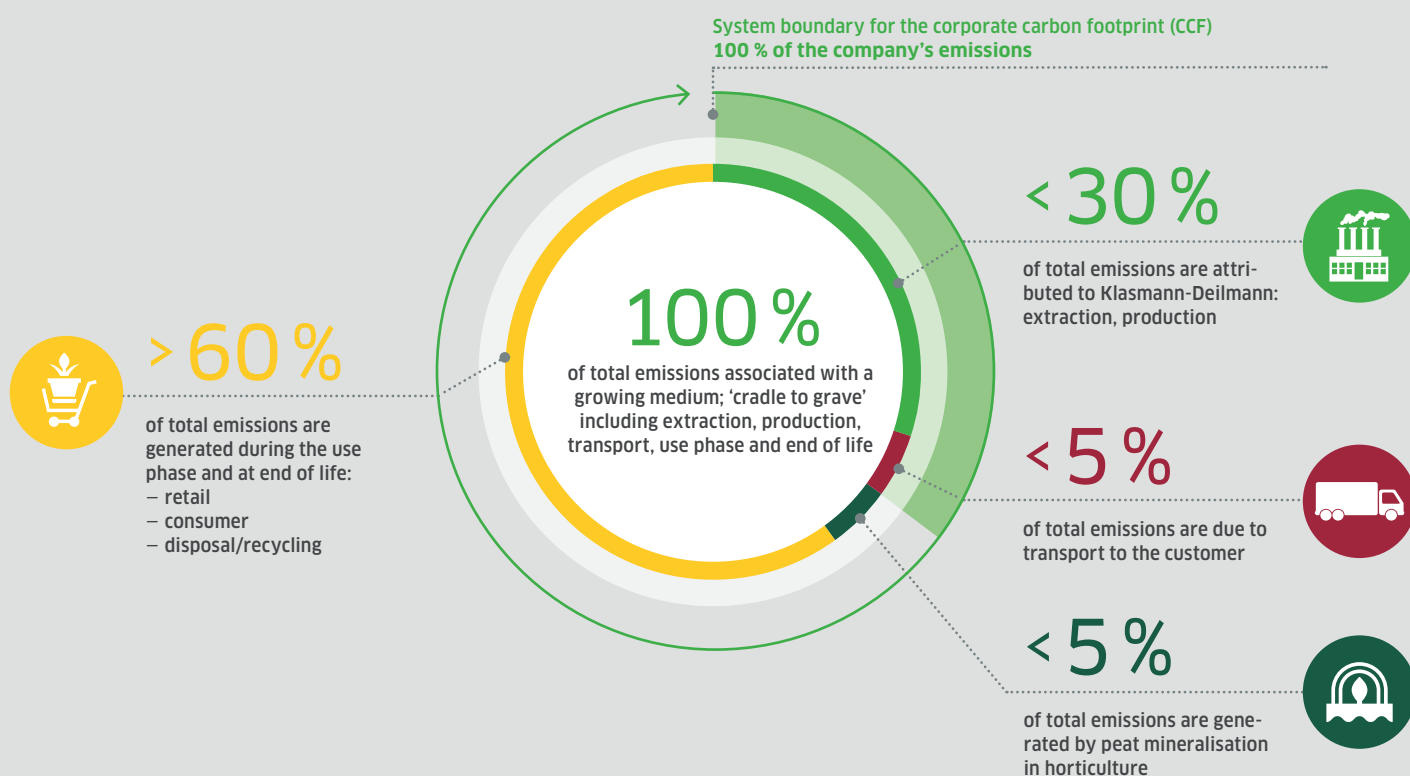 System boundary for the corporate carbon footprint (CCF)
100 % of the company’s emissions
< 30 %
of total emissions are attri-
buted to Klasmann-Deilmann:
extraction, production
100 %
of total emissions associated with a
growing medium; ‘cradle to grave’
including extraction, production,
transport, use phase and end of life
> 60 %
of total emissions are
generated during the use
phase and at end of life:
– retail
– consumer
– disposal/recycling
< 5 %
of total emissions are due to
transport to the customer
< 5 %
of total emissions are gene-
rated by peat mineralisation
in horticulture